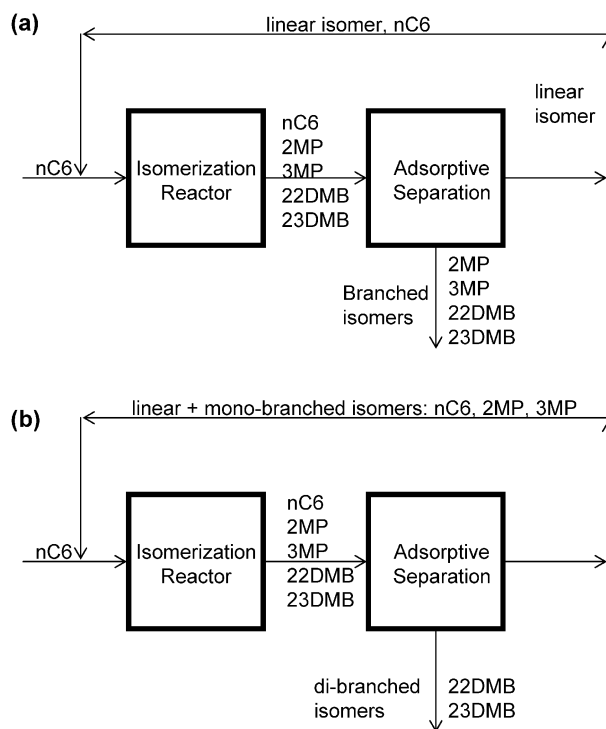 (a)
linear isomer, nC6
linear
isomer
nC6
Isomerization
Reactor
nC6
2MP
3MP
22DMB
23DMB
Adsorptive
Separation
Branched
isomers
2MP
3MP
22DMB
23DMB
(b)
linear + mono-branched isomers: nC6, 2MP, 3MP
nC6
Isomerization
Reactor
nC6
2MP
3MP
22DMB
23DMB
Adsorptive
Separation
di-branched
isomers
22DMB
23DMB